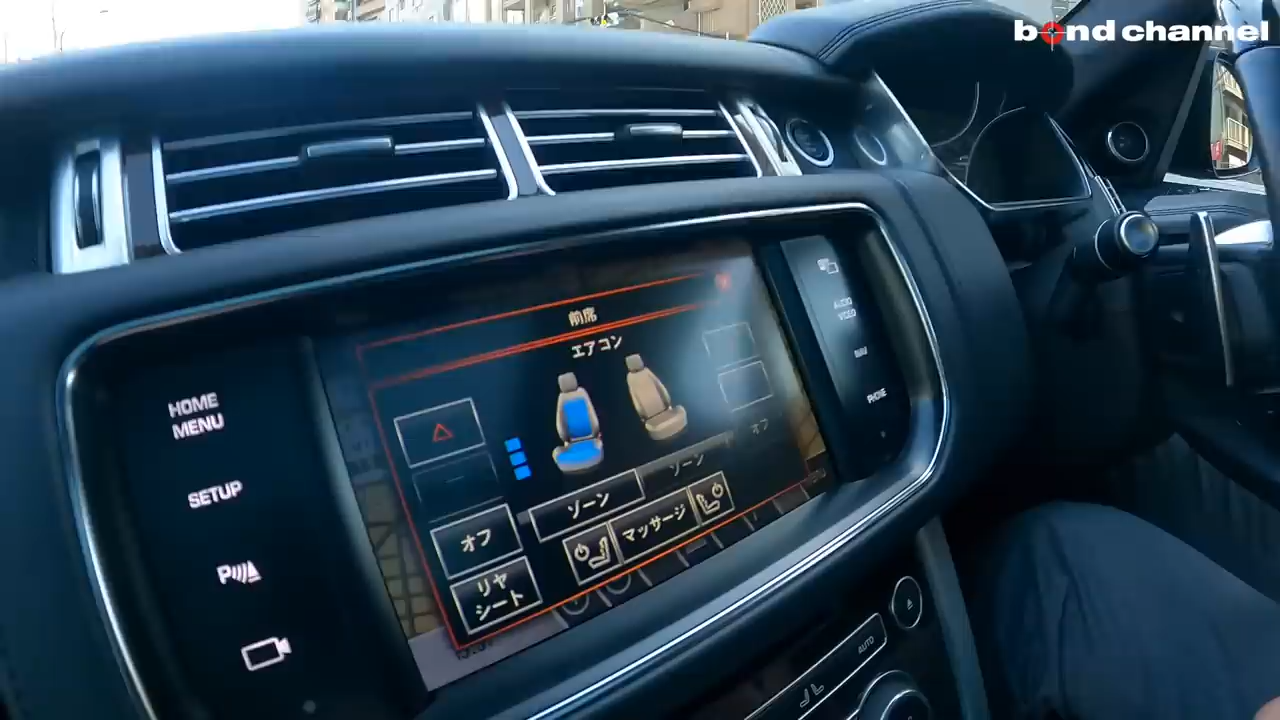 bond channel
HOME
MENU
SETUP
P
前席
エアコン
AUDIO
VIDEO
NAV
PHONE
オフ
ゾーン
ゾーン
オフ
マッサージ
リヤ
シート
AUTO